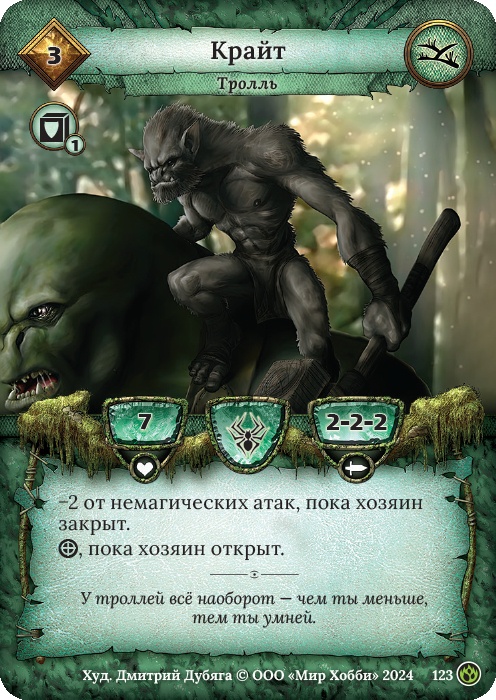 3
Крайт
Тролль
1
7
2-2-2
−2 от немагических атак, пока хозяин
закрыт.
, пока хозяин открыт.
У троллей всё наоборот — чем ты меньше,
тем ты умней.
Худ. Дмитрий Дубяга © ООО «Мир Хобби» 2024 123